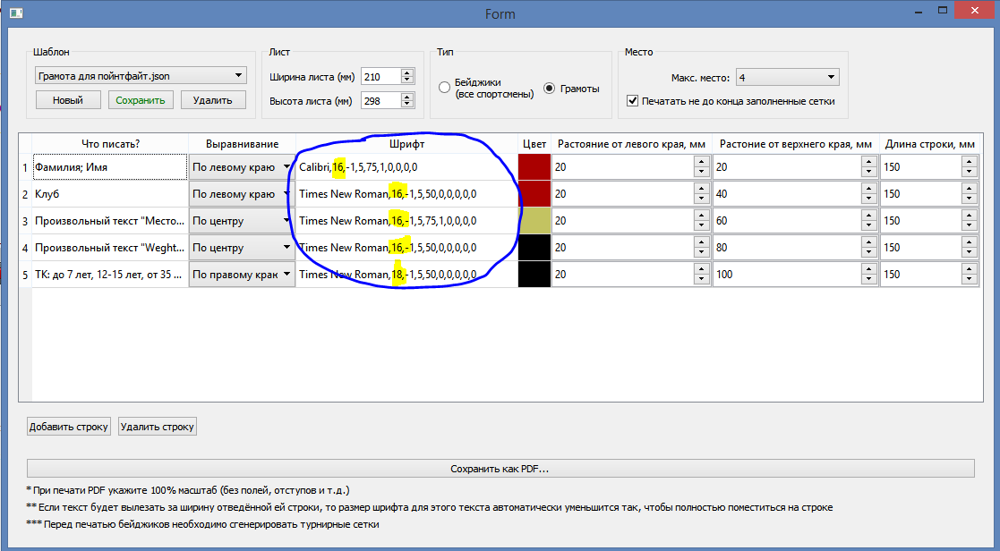 Form
Шаблон
Грамота для пойнтфайт.json
Новый Сохранить Удалить
Лист
Ширина листа (мм) 210
Высота листа (мм) 298
Тип
Бейджики
(все спортсмены)
Грамоты
Место
Макс. место: 4
Печатать не до конца заполненные сетки
Что писать? Выравнивание Шрифт Цвет Растояние от левого края, мм Растоние от верхнего края, мм Длина строки, мм
1 Фамилия; Имя По левому краю Calibri,16,-1,5,75,1,0,0,0,0 20 20 150
2 Клуб По левому краю Times New Roman,16,-1,5,50,0,0,0,0,0 20 40 150
3 Произвольный текст "Место... По центру Times New Roman,16,-1,5,75,1,0,0,0,0 20 60 150
4 Произвольный текст "Weght... По центру Times New Roman,16,-1,5,50,0,0,0,0,0 20 80 150
5 ТК: до 7 лет, 12-15 лет, от 35 ... По правому краю Times New Roman,18,-1,5,50,0,0,0,0,0 20 100 150
Добавить строку Удалить строку
Сохранить как PDF...
* При печати PDF укажите 100% масштаб (без полей, отступов и т.д.)
** Если текст будет вылезать за ширину отведённой ей строки, то размер шрифта для этого текста автоматически уменьшится так, чтобы полностью поместиться на строке
*** Перед печатью бейджиков необходимо сгенерировать турнирные сетки